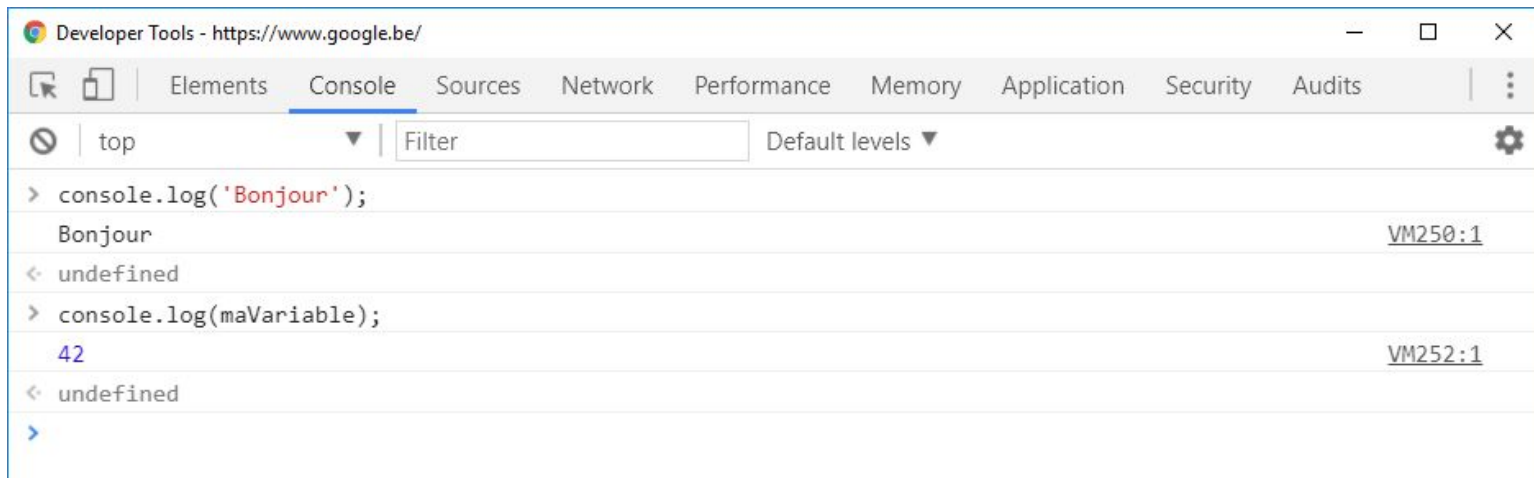 Developer Tools - https://www.google.be/
Elements Console Sources Network Performance Memory Application Security Audits
top Filter Default levels
> console.log('Bonjour');
Bonjour VM250:1
undefined
> console.log(maVariable);
42 VM252:1
undefined
>